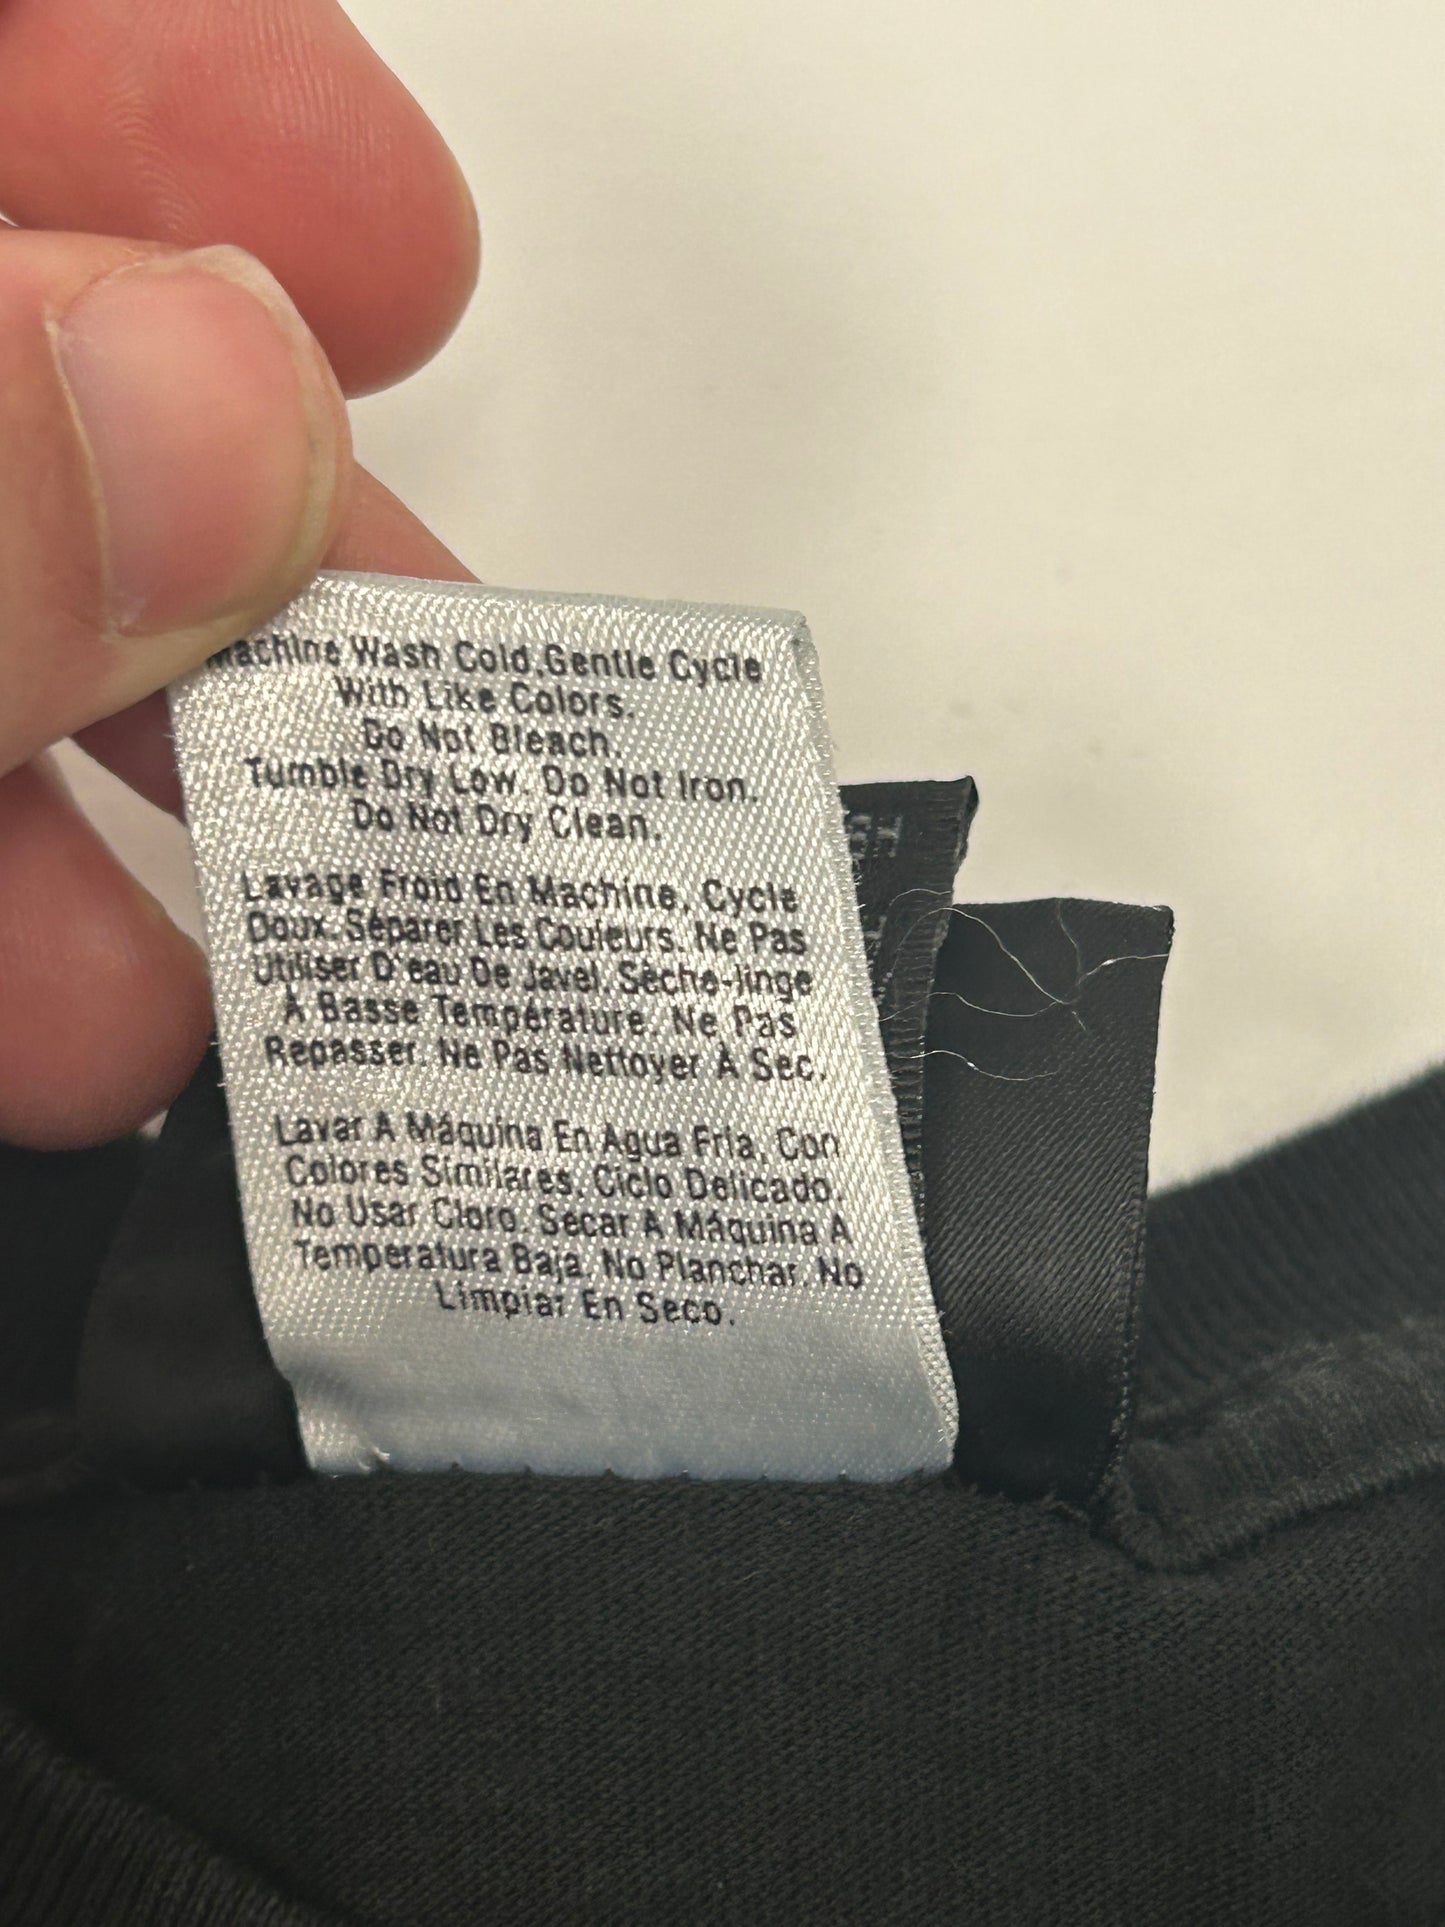 Machine Wash Cold,Gentle Cycle
With Like Colors.
Do Not Bleach.
Tumble Dry Low. Do Not Iron.
Do Not Dry Clean.
Lavage Froid En Machine, Cycle
Doux. Séparer Les Couleurs. Ne Pas
Utiliser D'eau De Javel. Sèche-linge
À Basse Température. Ne Pas
Repasser. Ne Pas Nettoyer À Sec.
Lavar A Máquina En Agua Fría, Con
Colores Similares. Ciclo Delicado.
No Usar Cloro. Secar A Máquina A
Temperatura Baja. No Planchar. No
Limpiar En Seco.